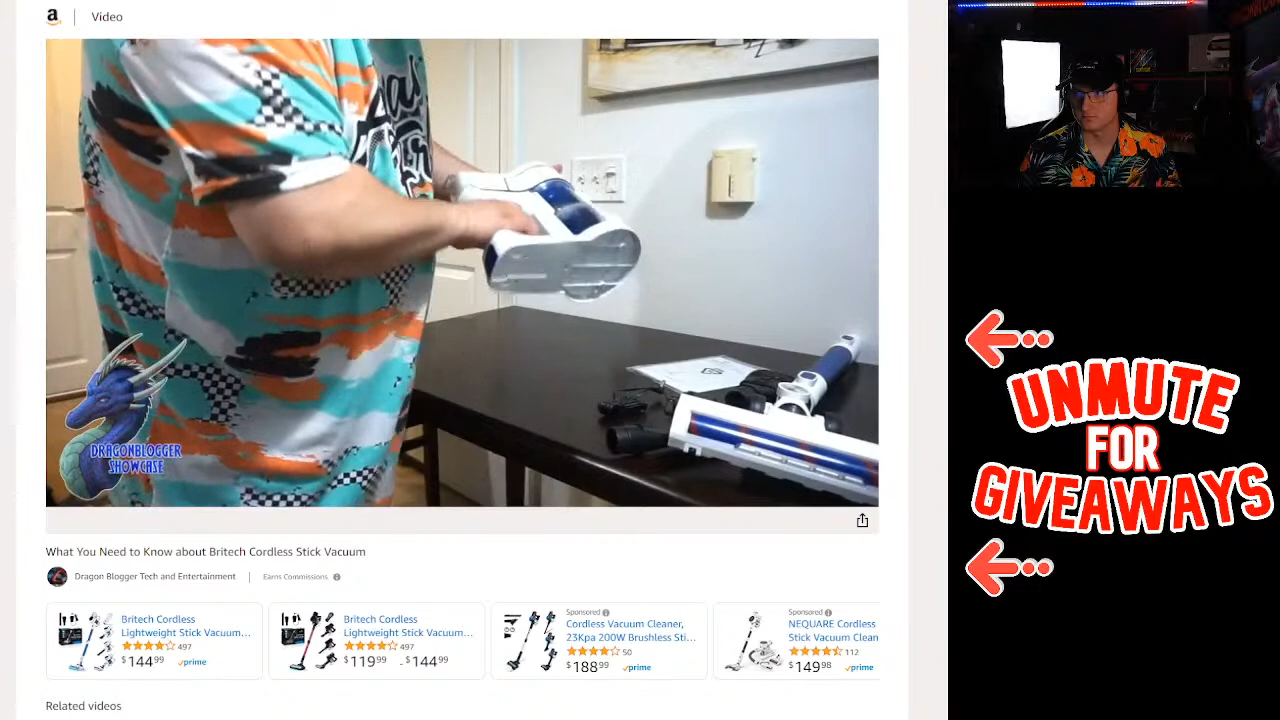 a
Video
DRAGONBLOGGER
SHOWCASE
What You Need to Know about Britech Cordless Stick Vacuum
Dragon Blogger Tech and Entertainment
Earns Commissions
Britech Cordless
Lightweight Stick Vacuum...
497
$144.99
prime
Britech Cordless
Lightweight Stick Vacuum...
497
$119.99 - $144.99
Sponsored
Cordless Vacuum Cleaner,
23Kpa 200W Brushless Sti...
50
$188.99
prime
Sponsored
NEQUARE Cordless
Stick Vacuum Clean
112
$149.98
prime
Related videos
UNMUTE
FOR
GIVEAWAYS